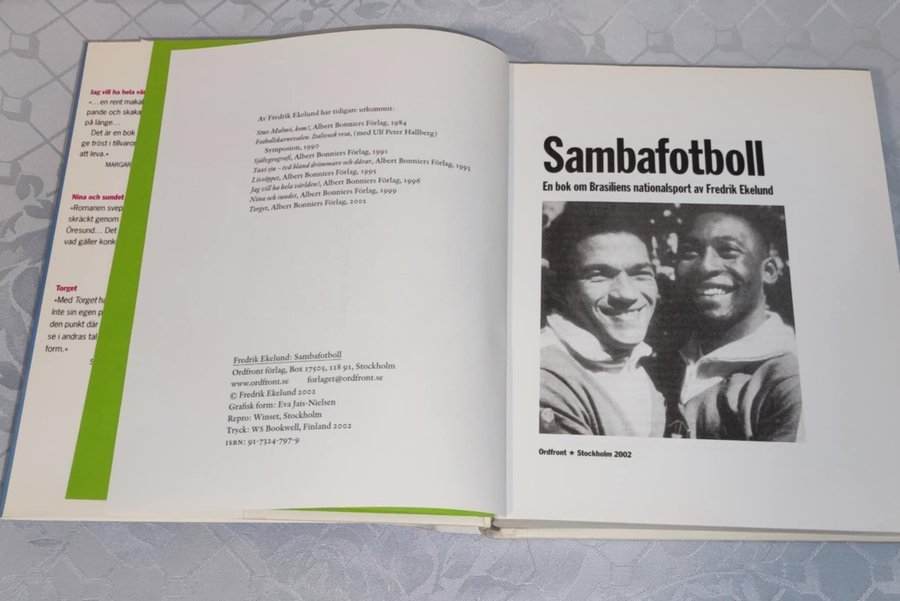 Jag vill ha hela vär
»… en rent maka
pande och skaka
på länge…
Det är en bok
ge tröst i tillvaro
att leva.«
MARGAR
Nina och sundet
»Romanen svep
skräckt genom
Öresund… Det
vad gäller konk
Torget
»Med Torget ha
Inte sin egen p
den punkt där
se i andras tal
form.«
S
Av Fredrik Ekelund har tidigare utkommit:
Stuv Malmö, kom!, Albert Bonniers Förlag, 1984
Fotbollskarnevalen. Italiensk resa, (med Ulf Peter Hallberg)
Symposion, 1990
Själögografi, Albert Bonniers Förlag, 1991
Taxi sju – två bland drömmare och dårar, Albert Bonniers Förlag, 1993
Livsöppet, Albert Bonniers Förlag, 1995
Jag vill ha hela världen!, Albert Bonniers Förlag, 1996
Nina och sundet, Albert Bonniers Förlag, 1999
Torget, Albert Bonniers Förlag, 2001
Fredrik Ekelund: Sambafotboll
Ordfront förlag, Box 17505, 118 91, Stockholm
www.ordfront.se forlaget@ordfront.se
© Fredrik Ekelund 2002
Grafisk form: Eva Jais-Nielsen
Repro: Winset, Stockholm
Tryck: WS Bookwell, Finland 2002
ISBN: 91-7324-797-9
Sambafotboll
En bok om Brasiliens nationalsport av Fredrik Ekelund
Ordfront ★ Stockholm 2002